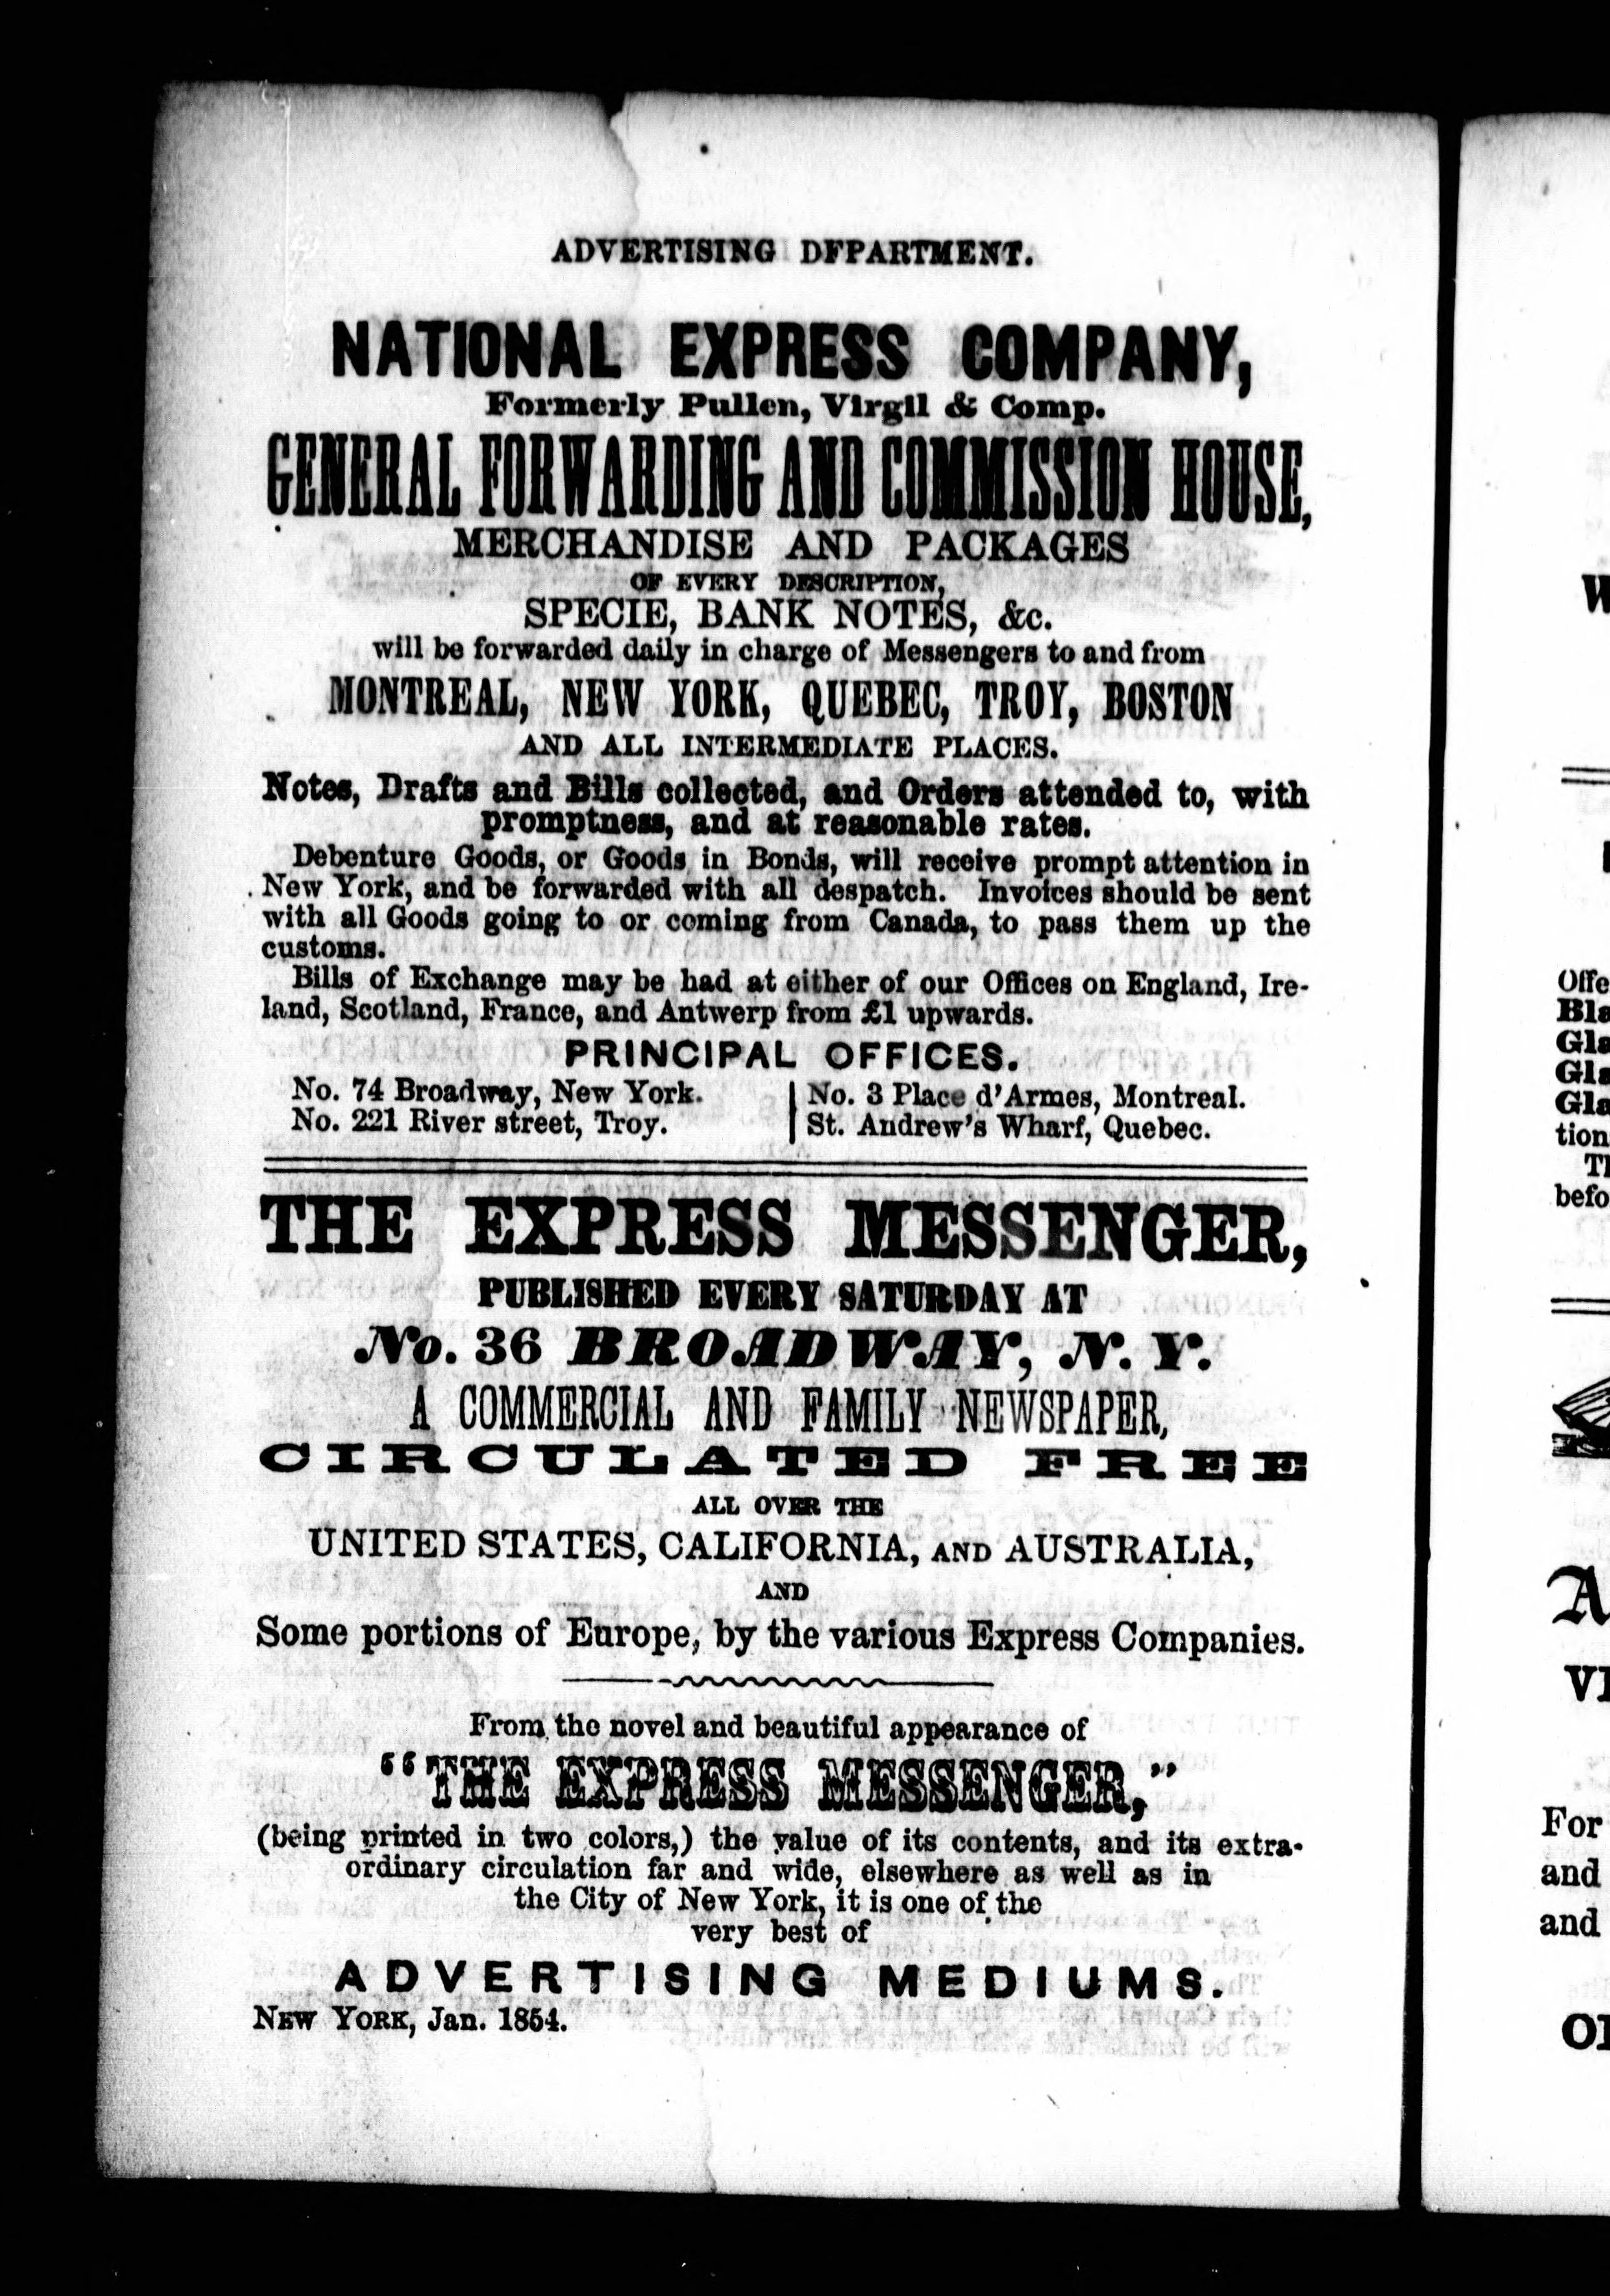 ADVERTISING DFPARTMENT.
NATIONAL EXPRESS COMPANY,
Formerly Pullen, Virgil & Comp.
GENERAL FORWARDING AND COMMISSION HOUSE,
MERCHANDISE AND PACKAGES
OF EVERY DESCRIPTION,
SPECIE, BANK NOTES, &c.
will be forwarded daily in charge of Messengers to and from
MONTREAL, NEW YORK, QUEBEC, TROY, BOSTON
AND ALL INTERMEDIATE PLACES.
Notes, Drafts and Bills collected, and Orders attended to, with
promptness, and at reasonable rates.
Debenture Goods, or Goods in Bonds, will receive prompt attention in
New York, and be forwarded with all despatch. Invoices should be sent
with all Goods going to or coming from Canada, to pass them up the
customs.
Bills of Exchange may be had at either of our Offices on England, Ire-
land, Scotland, France, and Antwerp from £1 upwards.
PRINCIPAL OFFICES.
No. 74 Broadway, New York.
No. 221 River street, Troy.
No. 3 Place d'Armes, Montreal.
St. Andrew's Wharf, Quebec.
THE EXPRESS MESSENGER,
PUBLISHED EVERY SATURDAY AT
No. 36 BROADWAY, N. Y.
A COMMERCIAL AND FAMILY NEWSPAPER,
CIRCULATED FREE
ALL OVER THE
UNITED STATES, CALIFORNIA, AND AUSTRALIA,
AND
Some portions of Europe, by the various Express Companies.
From the novel and beautiful appearance of
"THE EXPRESS MESSENGER,"
(being printed in two colors,) the value of its contents, and its extra-
ordinary circulation far and wide, elsewhere as well as in
the City of New York, it is one of the
very best of
ADVERTISING MEDIUMS.
NEW YORK, Jan. 1854.
W
Offe
Bla
Gla
Gla
Gla
tion
befo
A
For
and
and